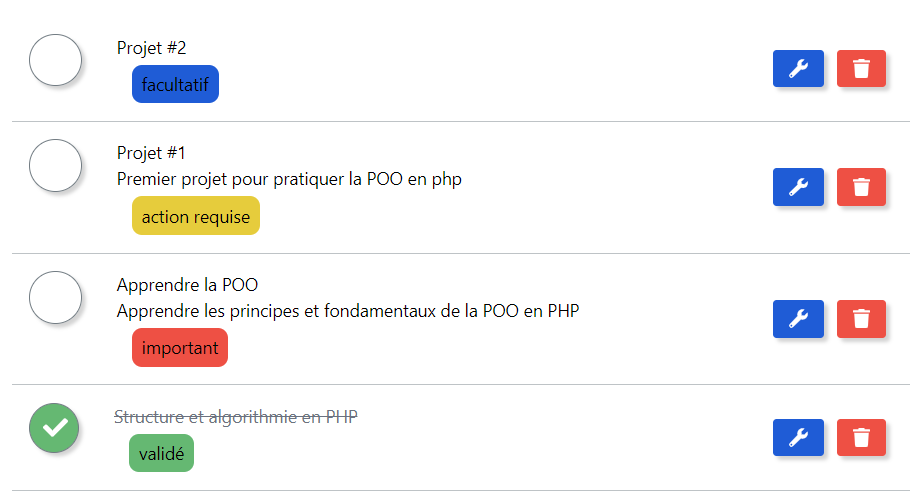 Projet #2
facultatif
Projet #1
Premier projet pour pratiquer la POO en php
action requise
Apprendre la POO
Apprendre les principes et fondamentaux de la POO en PHP
important
Structure et algorithmie en PHP
validé